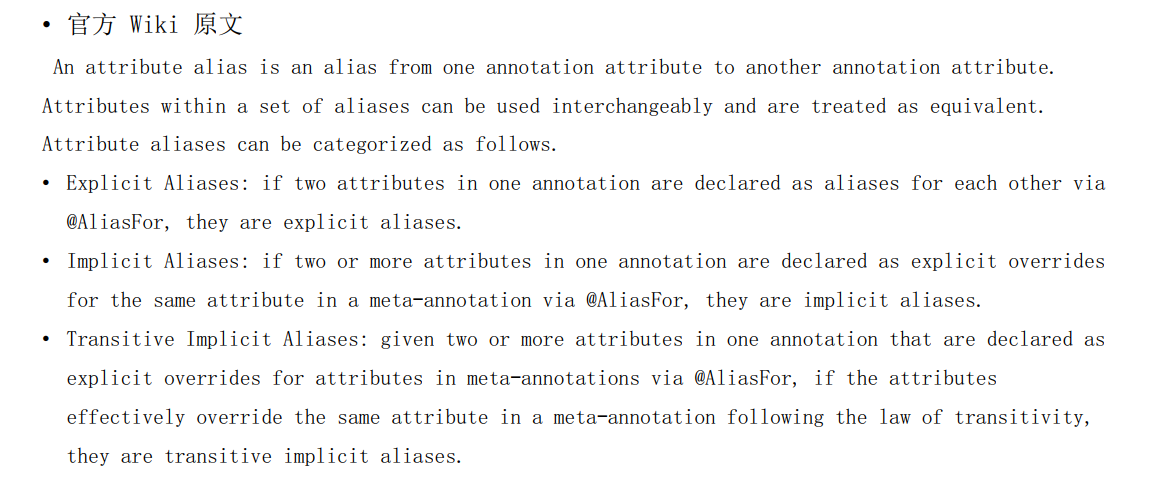 • 官方 Wiki 原文
An attribute alias is an alias from one annotation attribute to another annotation attribute.
Attributes within a set of aliases can be used interchangeably and are treated as equivalent.
Attribute aliases can be categorized as follows.
• Explicit Aliases: if two attributes in one annotation are declared as aliases for each other via
@AliasFor, they are explicit aliases.
• Implicit Aliases: if two or more attributes in one annotation are declared as explicit overrides
for the same attribute in a meta-annotation via @AliasFor, they are implicit aliases.
• Transitive Implicit Aliases: given two or more attributes in one annotation that are declared as
explicit overrides for attributes in meta-annotations via @AliasFor, if the attributes
effectively override the same attribute in a meta-annotation following the law of transitivity,
they are transitive implicit aliases.